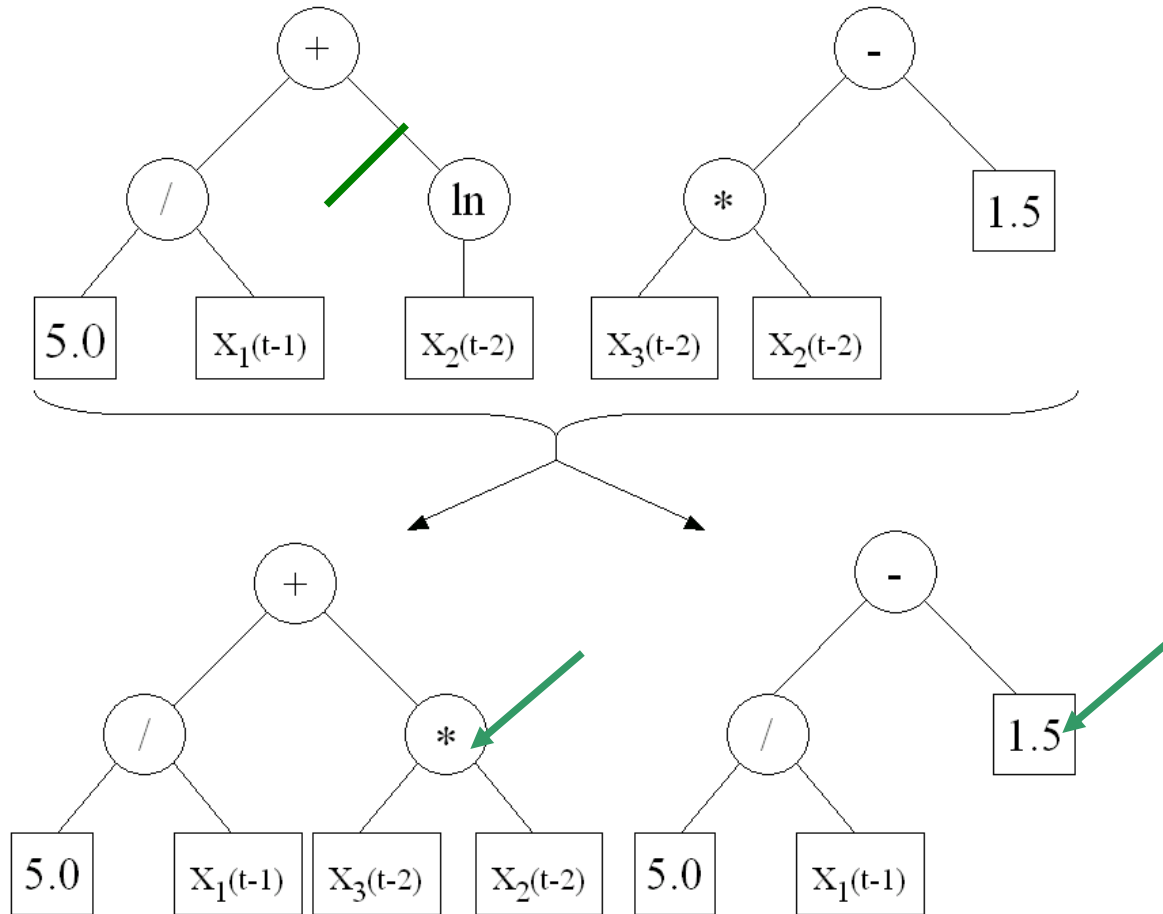 + -
/ ln * 1.5
5.0 X₁(t-1) X₂(t-2) X₃(t-2) X₂(t-2)
+ -
/ * / 1.5
5.0 X₁(t-1) X₃(t-2) X₂(t-2) 5.0 X₁(t-1)